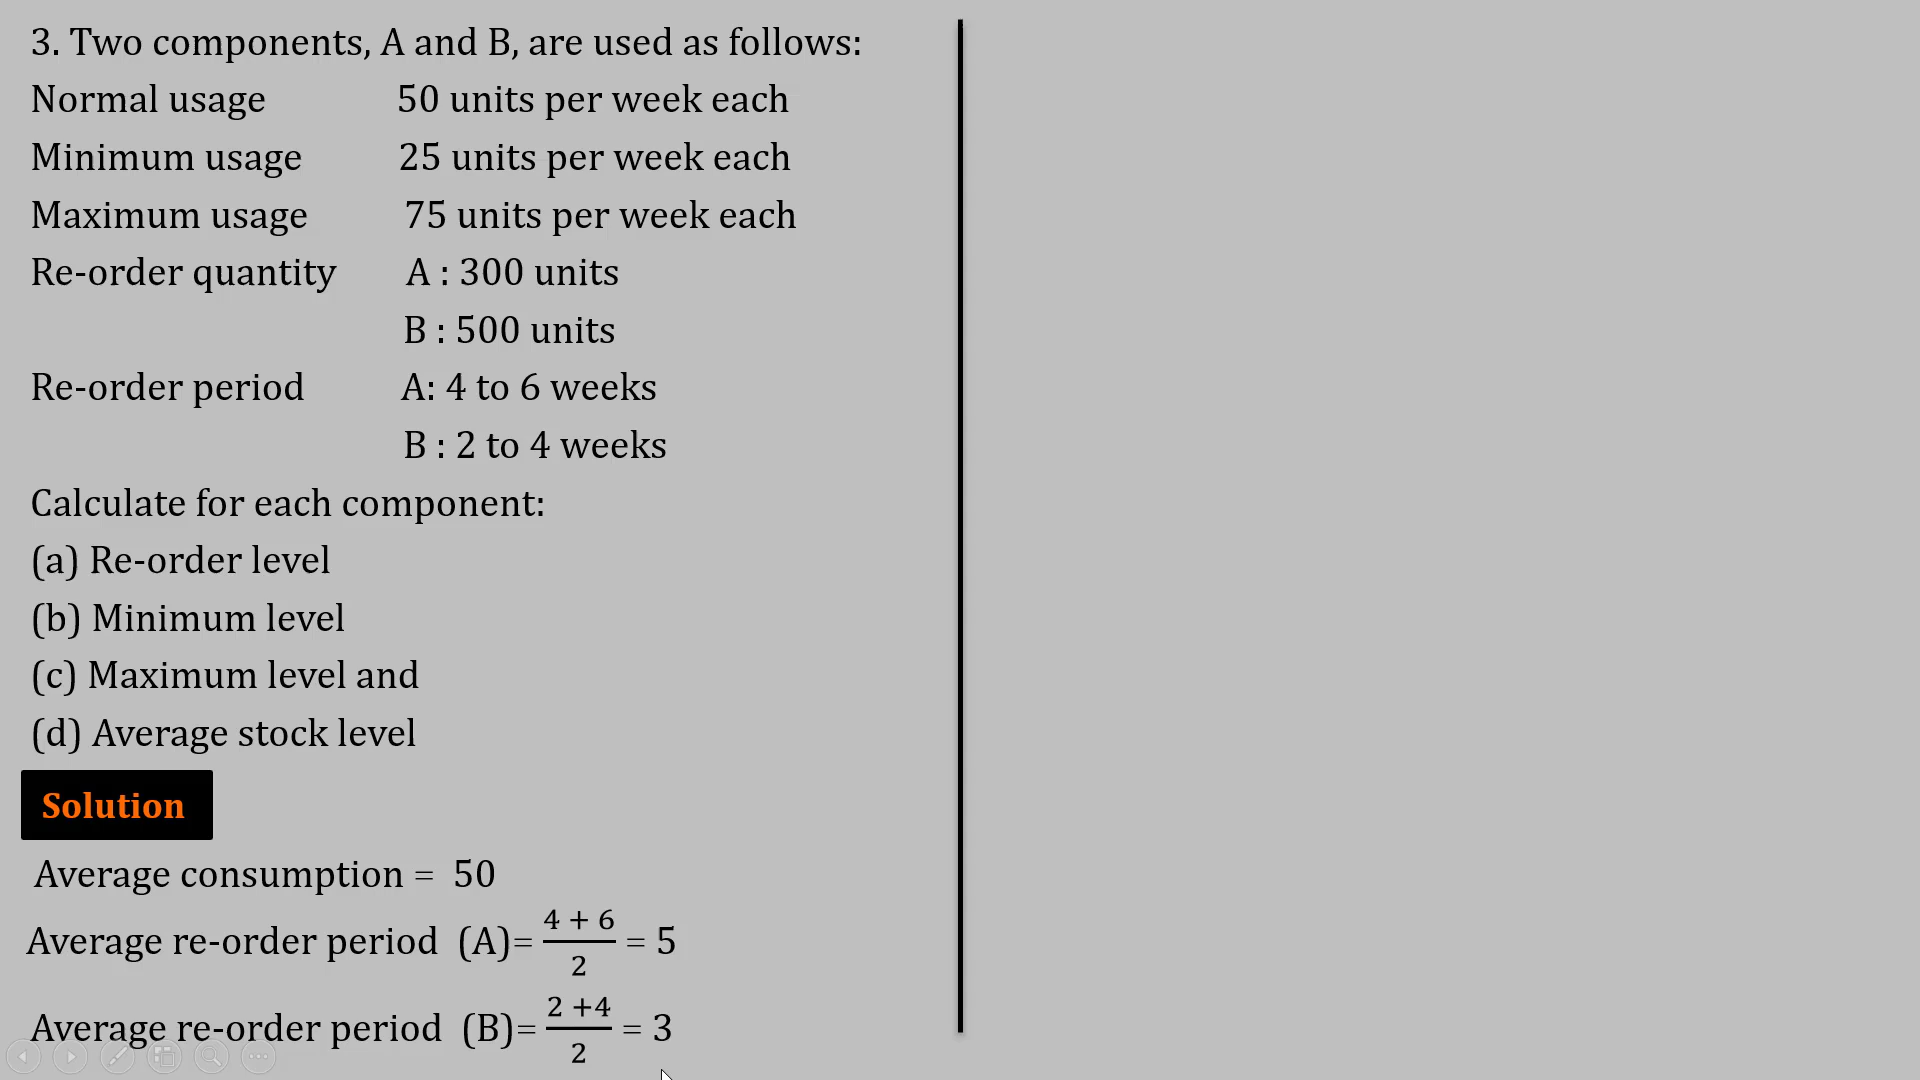 3. Two components, A and B, are used as follows:
Normal usage 50 units per week each
Minimum usage 25 units per week each
Maximum usage 75 units per week each
Re-order quantity A : 300 units
B : 500 units
Re-order period A: 4 to 6 weeks
B : 2 to 4 weeks
Calculate for each component:
(a) Re-order level
(b) Minimum level
(c) Maximum level and
(d) Average stock level
Solution
Average consumption = 50
Average re-order period (A)= (4 + 6)/2 = 5
Average re-order period (B)= (2 +4)/2 = 3